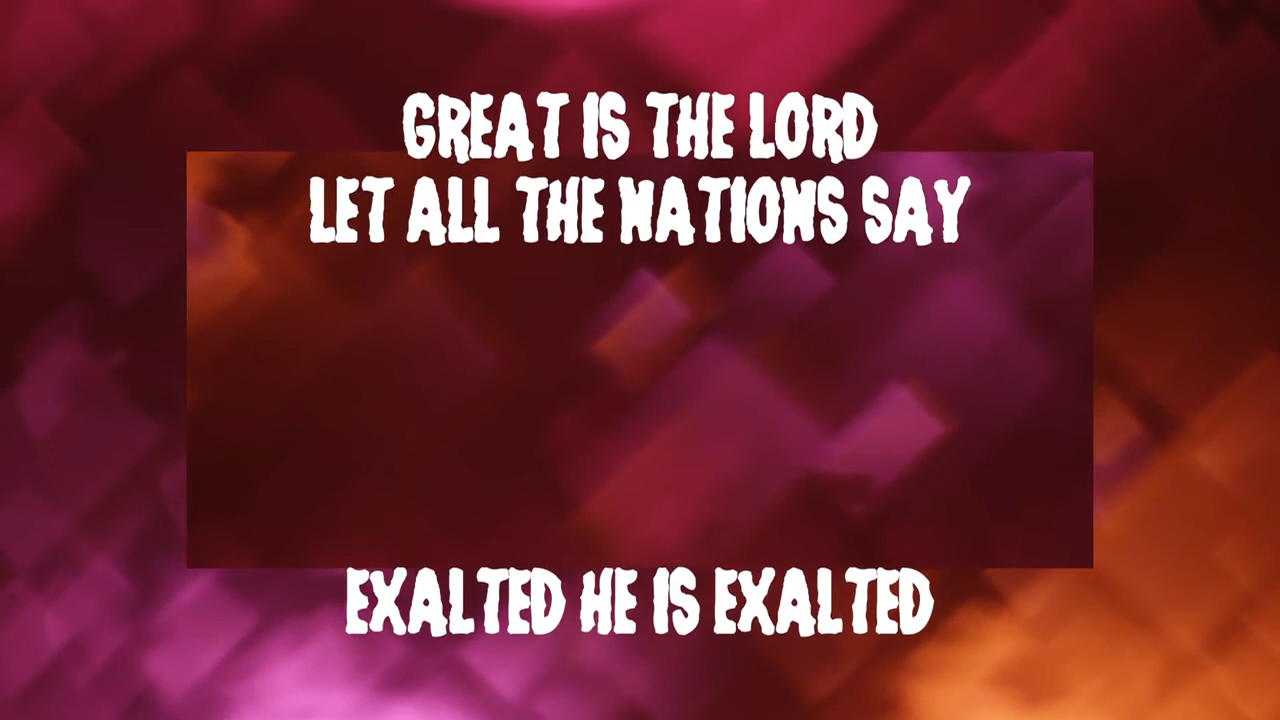 GREAT IS THE LORD
LET ALL THE NATIONS SAY
EXALTED HE IS EXALTED